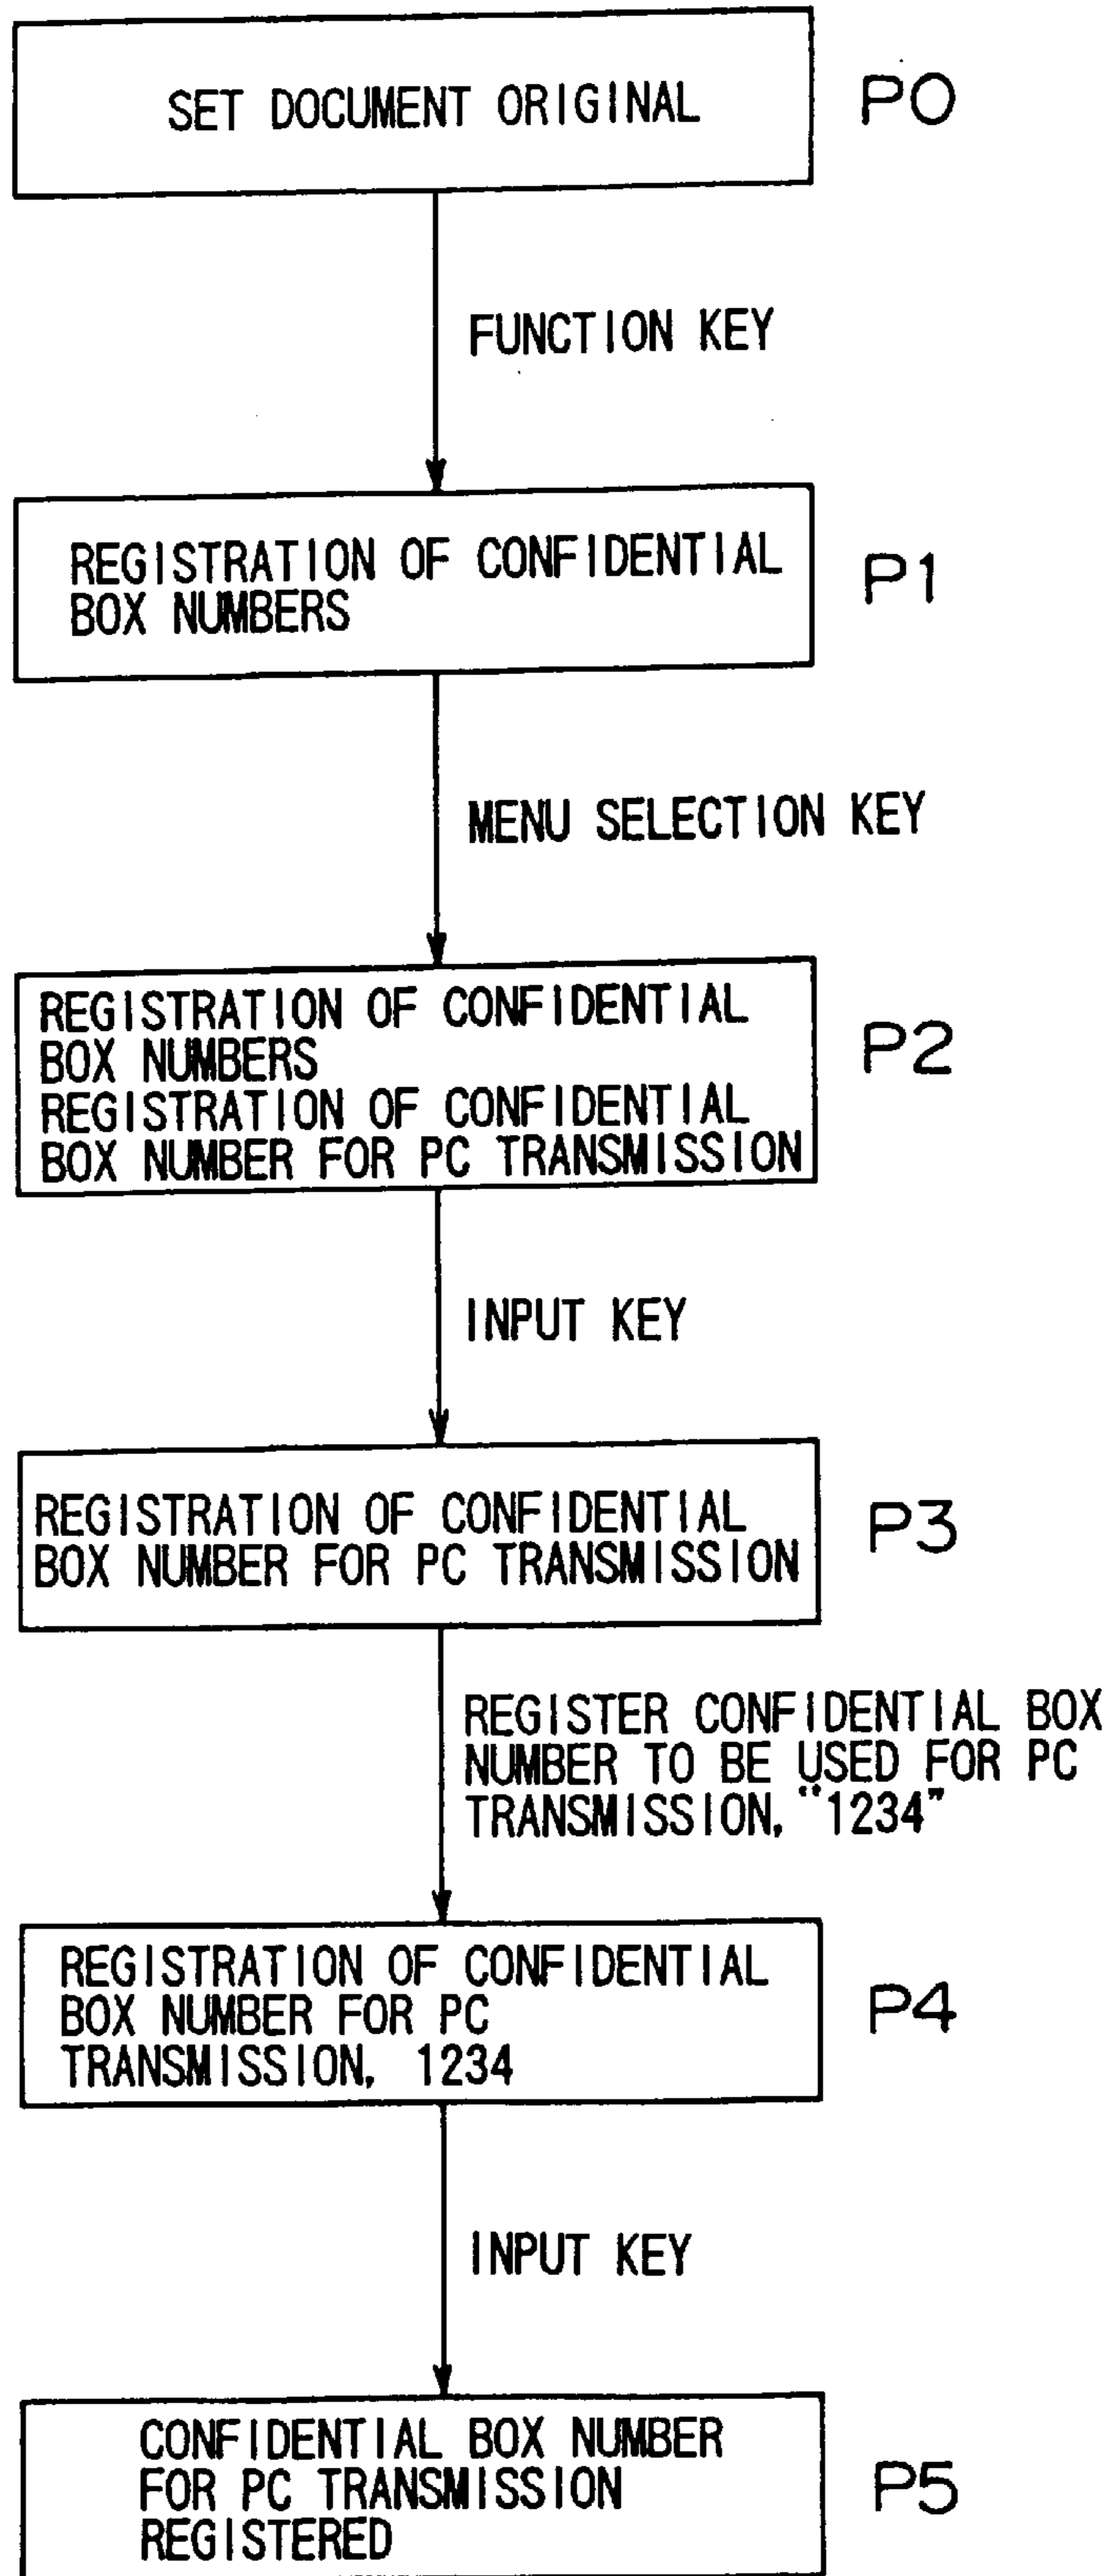 SET DOCUMENT ORIGINAL
P0
FUNCTION KEY
REGISTRATION OF CONFIDENTIAL
BOX NUMBERS
P1
MENU SELECTION KEY
REGISTRATION OF CONFIDENTIAL
BOX NUMBERS
REGISTRATION OF CONFIDENTIAL
BOX NUMBER FOR PC TRANSMISSION
P2
INPUT KEY
REGISTRATION OF CONFIDENTIAL
BOX NUMBER FOR PC TRANSMISSION
P3
REGISTER CONFIDENTIAL BOX
NUMBER TO BE USED FOR PC
TRANSMISSION, "1234"
REGISTRATION OF CONFIDENTIAL
BOX NUMBER FOR PC
TRANSMISSION, 1234
P4
INPUT KEY
CONFIDENTIAL BOX NUMBER
FOR PC TRANSMISSION
REGISTERED
P5